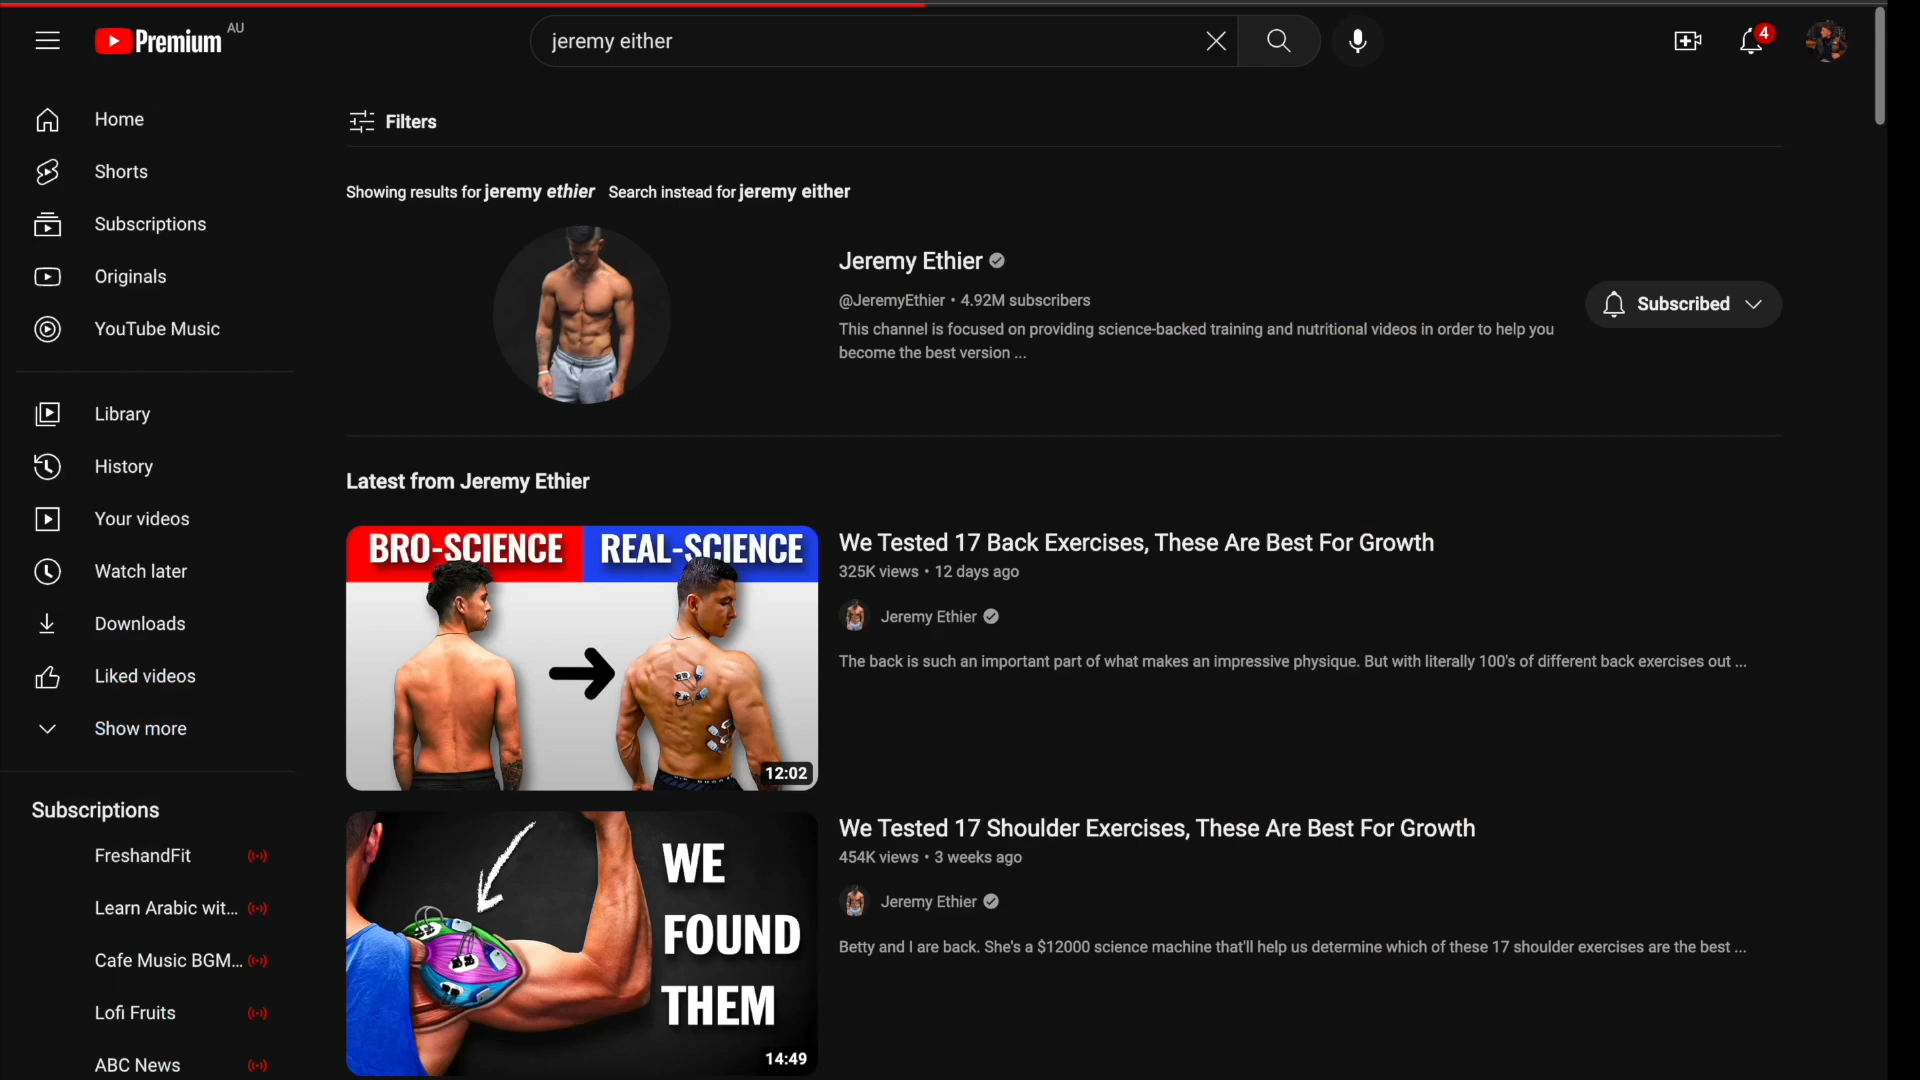 Premium AU
jeremy either
4
Home
Shorts
Subscriptions
Originals
YouTube Music
Library
History
Your videos
Watch later
Downloads
Liked videos
Show more
Subscriptions
FreshandFit
Learn Arabic wit...
Cafe Music BGM...
Lofi Fruits
ABC News
Filters
Showing results for jeremy ethier Search instead for jeremy either
Jeremy Ethier
@JeremyEthier • 4.92M subscribers
This channel is focused on providing science-backed training and nutritional videos in order to help you
become the best version ...
Subscribed
Latest from Jeremy Ethier
BRO-SCIENCE REAL-SCIENCE
12:02
We Tested 17 Back Exercises, These Are Best For Growth
325K views • 12 days ago
Jeremy Ethier
The back is such an important part of what makes an impressive physique. But with literally 100's of different back exercises out ...
WE
FOUND
THEM
14:49
We Tested 17 Shoulder Exercises, These Are Best For Growth
454K views • 3 weeks ago
Jeremy Ethier
Betty and I are back. She's a $12000 science machine that'll help us determine which of these 17 shoulder exercises are the best ...